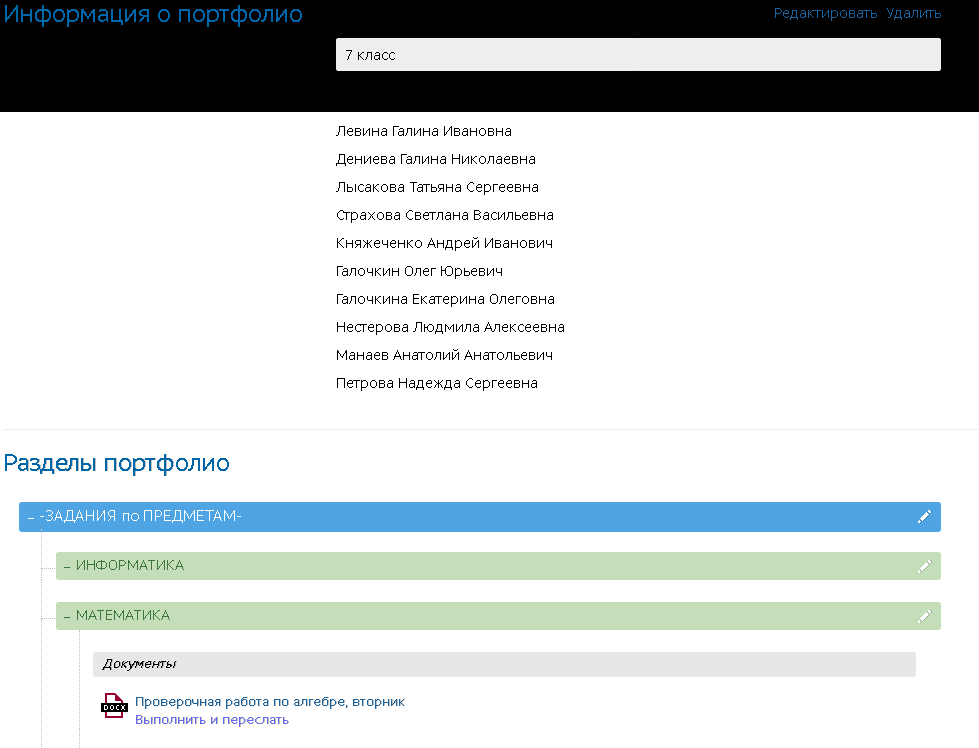 Информация о портфолио
Редактировать Удалить
7 класс
Левина Галина Ивановна
Дениева Галина Николаевна
Лысакова Татьяна Сергеевна
Страхова Светлана Васильевна
Княжеченко Андрей Иванович
Галочкин Олег Юрьевич
Галочкина Екатерина Олеговна
Нестерова Людмила Алексеевна
Манаев Анатолий Анатольевич
Петрова Надежда Сергеевна
Разделы портфолио
– -ЗАДАНИЯ по ПРЕДМЕТАМ-
– ИНФОРМАТИКА
– МАТЕМАТИКА
Документы
DOCX
Проверочная работа по алгебре, вторник
Выполнить и переслать